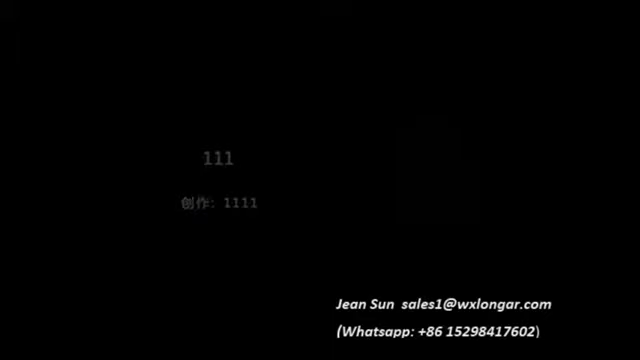 111
创作: 1111
Jean Sun  sales1@wxlongar.com
(Whatsapp: +86 15298417602)